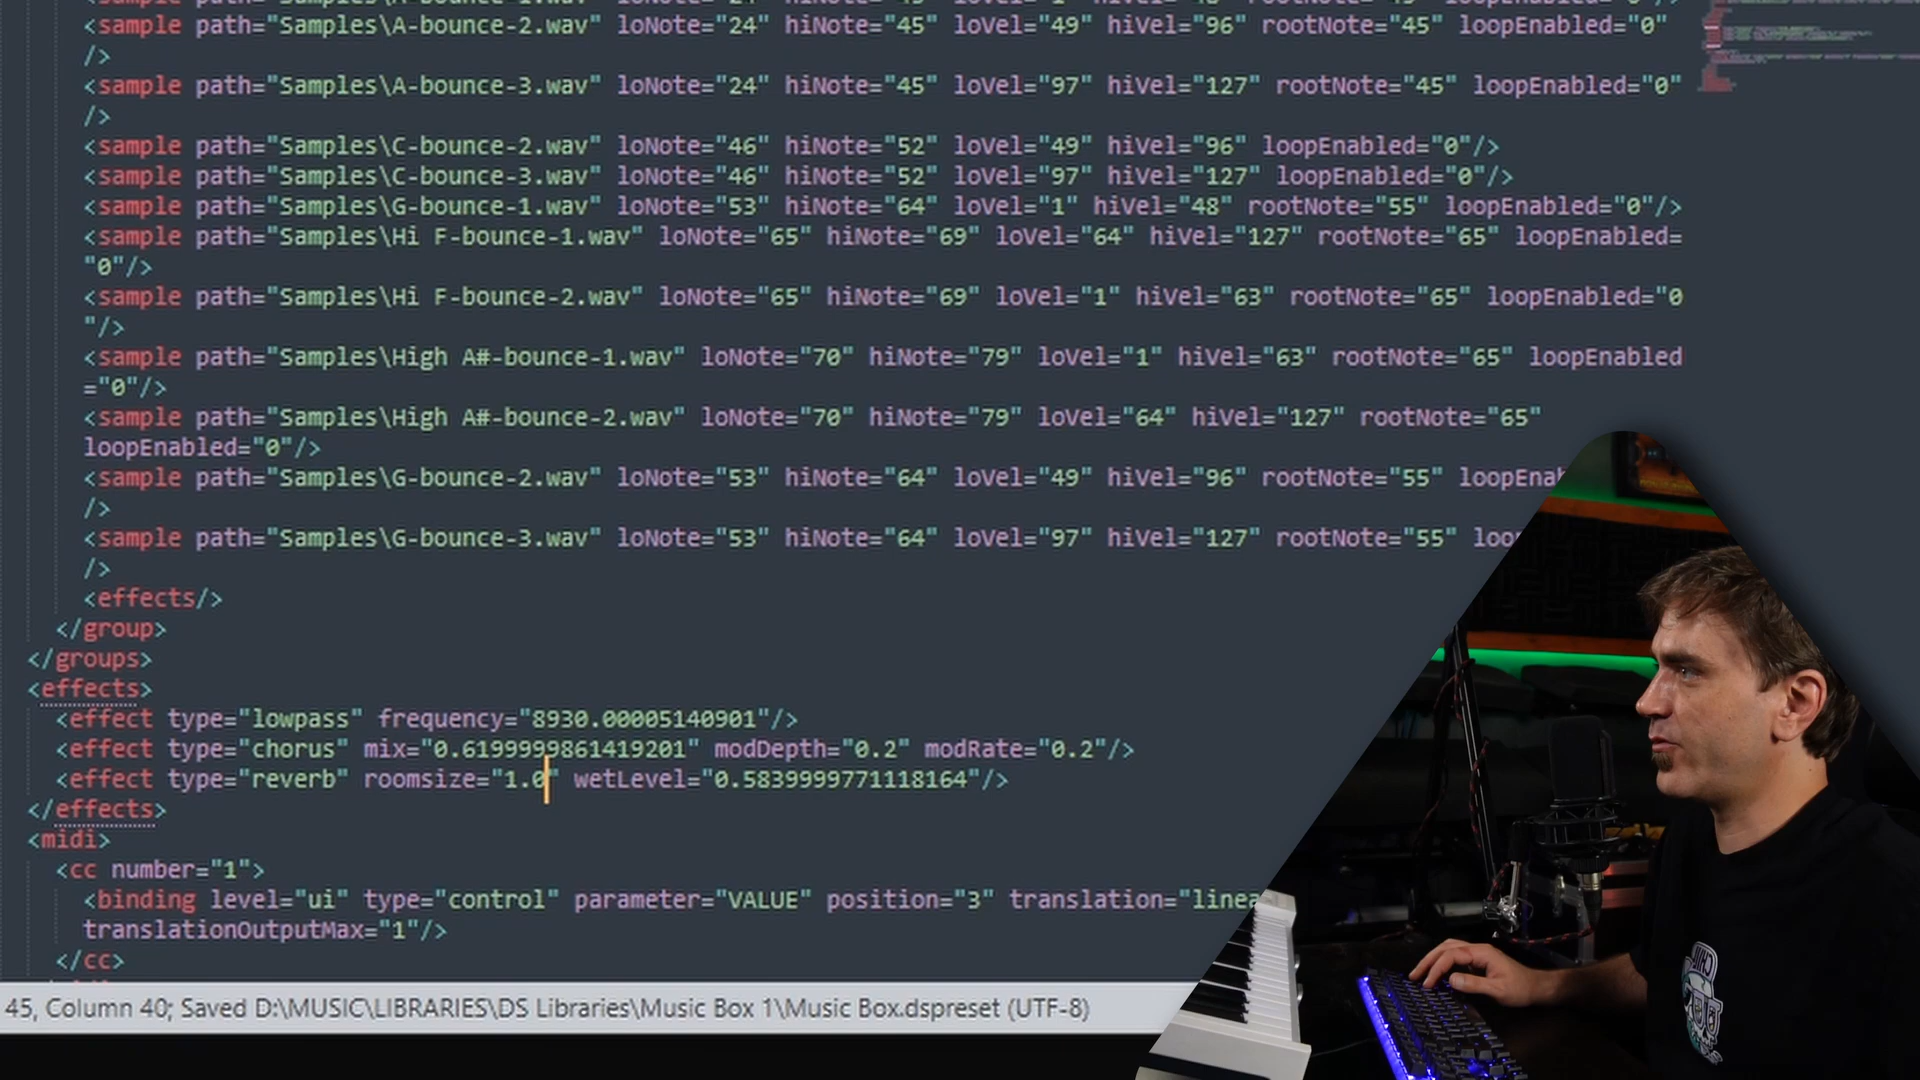 <sample path="Samples\A-bounce-2.wav" loNote="24" hiNote="45" loVel="49" hiVel="96" rootNote="45" loopEnabled="0"
/>
<sample path="Samples\A-bounce-3.wav" loNote="24" hiNote="45" loVel="97" hiVel="127" rootNote="45" loopEnabled="0"
/>
<sample path="Samples\C-bounce-2.wav" loNote="46" hiNote="52" loVel="49" hiVel="96" loopEnabled="0"/>
<sample path="Samples\C-bounce-3.wav" loNote="46" hiNote="52" loVel="97" hiVel="127" loopEnabled="0"/>
<sample path="Samples\G-bounce-1.wav" loNote="53" hiNote="64" loVel="1" hiVel="48" rootNote="55" loopEnabled="0"/>
<sample path="Samples\Hi F-bounce-1.wav" loNote="65" hiNote="69" loVel="64" hiVel="127" rootNote="65" loopEnabled=
"0"/>
<sample path="Samples\Hi F-bounce-2.wav" loNote="65" hiNote="69" loVel="1" hiVel="63" rootNote="65" loopEnabled="0
"/>
<sample path="Samples\High A#-bounce-1.wav" loNote="70" hiNote="79" loVel="1" hiVel="63" rootNote="65" loopEnabled
="0"/>
<sample path="Samples\High A#-bounce-2.wav" loNote="70" hiNote="79" loVel="64" hiVel="127" rootNote="65"
loopEnabled="0"/>
<sample path="Samples\G-bounce-2.wav" loNote="53" hiNote="64" loVel="49" hiVel="96" rootNote="55" loopEnab
/>
<sample path="Samples\G-bounce-3.wav" loNote="53" hiNote="64" loVel="97" hiVel="127" rootNote="55" loo
/>
<effects/>
</group>
</groups>
<effects>
<effect type="lowpass" frequency="8930.00005140901"/>
<effect type="chorus" mix="0.6199999861419201" modDepth="0.2" modRate="0.2"/>
<effect type="reverb" roomsize="1.0" wetLevel="0.5839999771118164"/>
</effects>
<midi>
<cc number="1">
<binding level="ui" type="control" parameter="VALUE" position="3" translation="linea
translationOutputMax="1"/>
</cc>
45, Column 40; Saved D:\MUSIC\LIBRARIES\DS Libraries\Music Box 1\Music Box.dspreset (UTF-8)